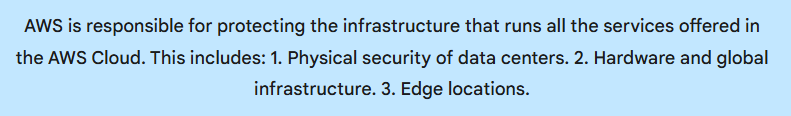 AWS is responsible for protecting the infrastructure that runs all the services offered in
the AWS Cloud. This includes: 1. Physical security of data centers. 2. Hardware and global
infrastructure. 3. Edge locations.